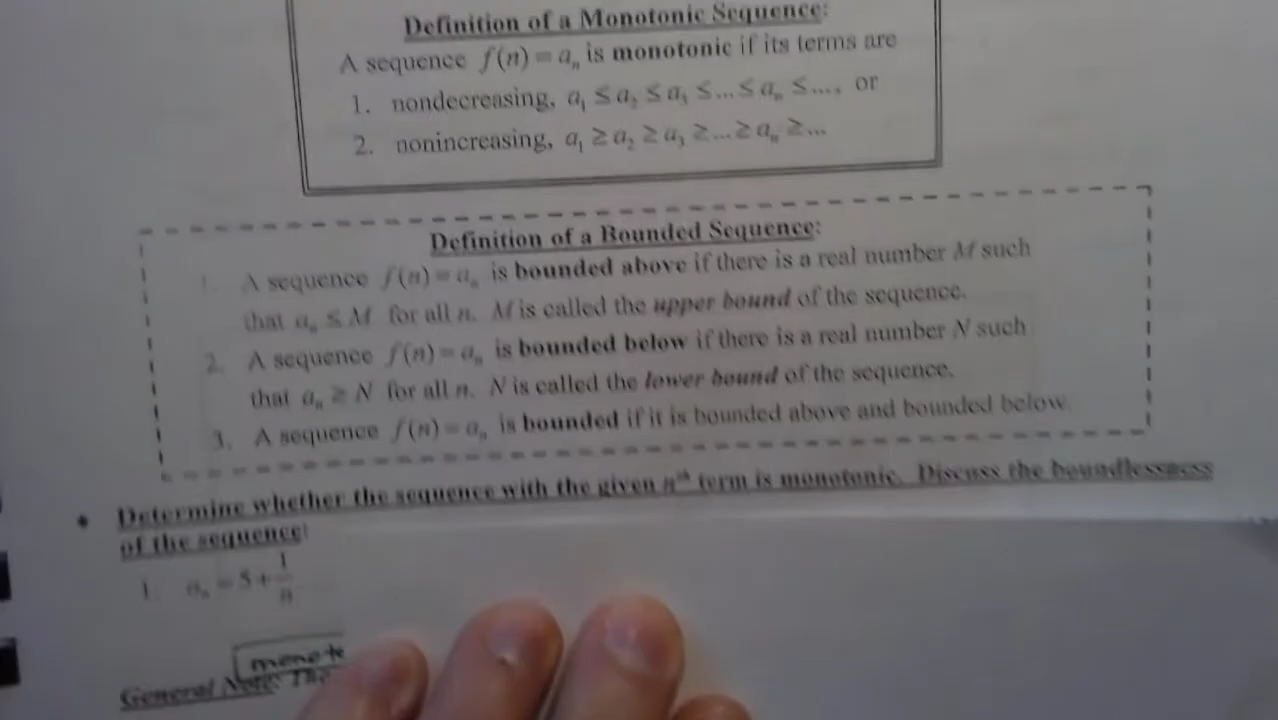 Definition of a Monotonic Sequence:
A sequence f(n) = aₙ is monotonic if its terms are
1. nondecreasing, a₁ ≤ a₂ ≤ a₃ ≤ ... ≤ aₙ ≤ ..., or
2. nonincreasing, a₁ ≥ a₂ ≥ a₃ ≥ ... ≥ aₙ ≥ ...
Definition of a Bounded Sequence:
1. A sequence f(n) = aₙ is bounded above if there is a real number M such
that aₙ ≤ M for all n. M is called the upper bound of the sequence.
2. A sequence f(n) = aₙ is bounded below if there is a real number N such
that aₙ ≥ N for all n. N is called the lower bound of the sequence.
3. A sequence f(n) = aₙ is bounded if it is bounded above and bounded below.
• Determine whether the sequence with the given nᵗʰ term is monotonic. Discuss the boundlessness
of the sequence:
1. aₙ = 5 + 1/n
General Note: